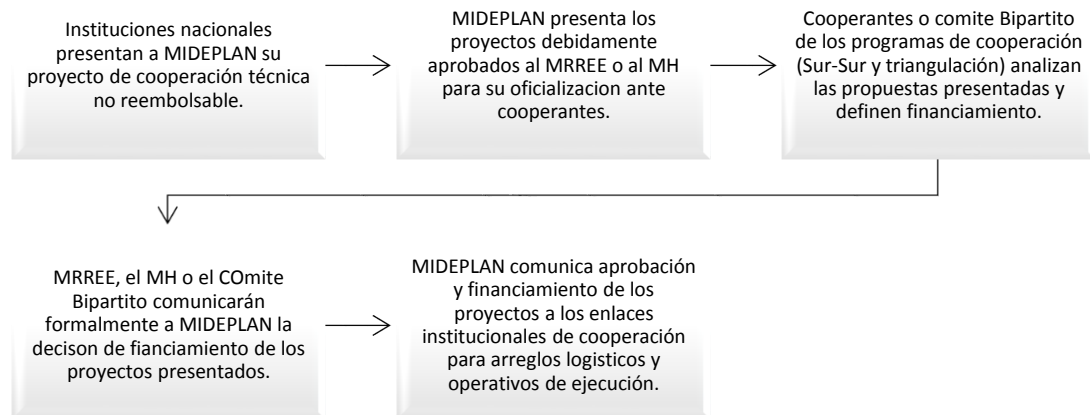 Instituciones nacionales
presentan a MIDEPLAN su
proyecto de cooperación técnica
no reembolsable.
MIDEPLAN presenta los
proyectos debidamente
aprobados al MRREE o al MH
para su oficializacion ante
cooperantes.
Cooperantes o comite Bipartito
de los programas de cooperación
(Sur-Sur y triangulación) analizan
las propuestas presentadas y
definen financiamiento.
MRREE, el MH o el COmite
Bipartito comunicarán
formalmente a MIDEPLAN la
decison de fianciamiento de los
proyectos presentados.
MIDEPLAN comunica aprobación
y financiamiento de los
proyectos a los enlaces
institucionales de cooperación
para arreglos logisticos y
operativos de ejecución.